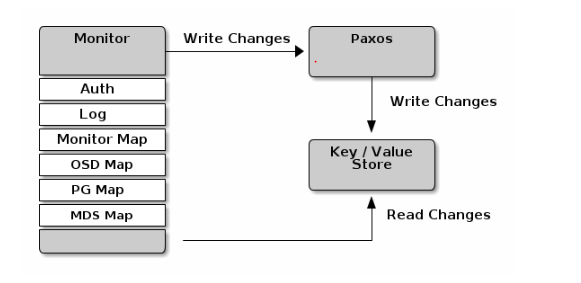 Monitor
Write Changes
Paxos
Auth
Log
Monitor Map
OSD Map
PG Map
MDS Map
Write Changes
Key / Value
Store
Read Changes